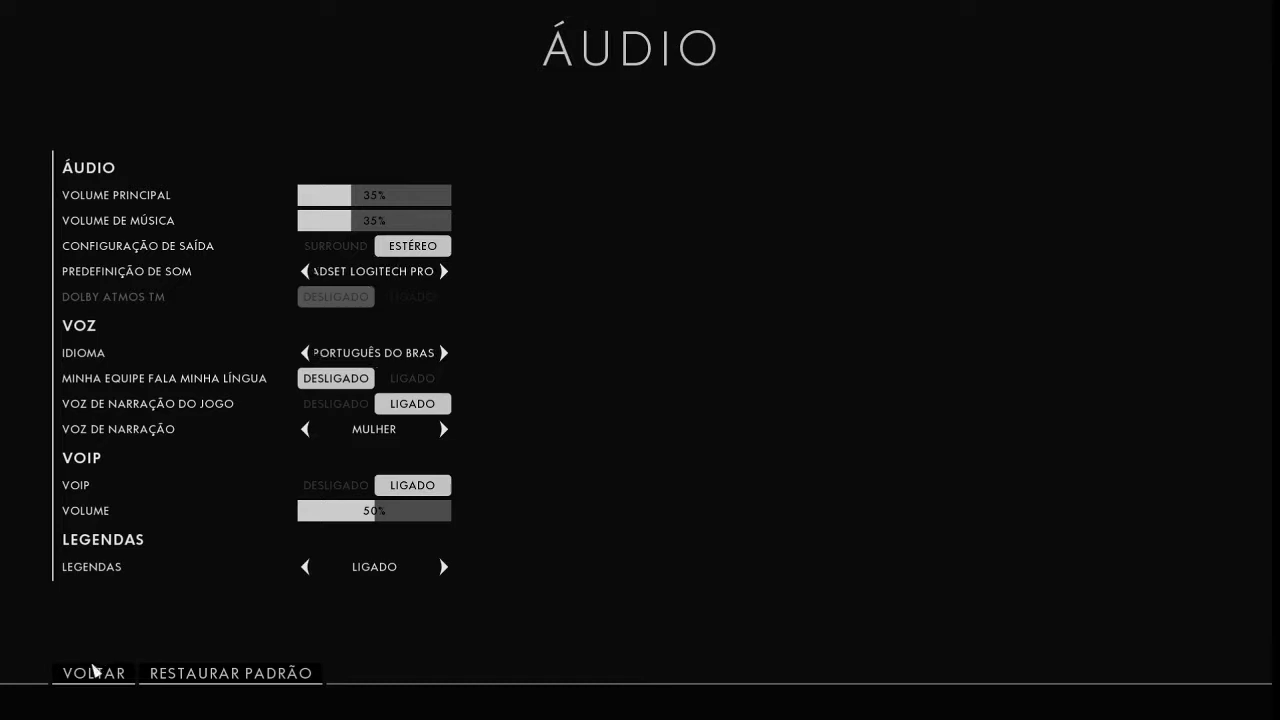 ÁUDIO
ÁUDIO
VOLUME PRINCIPAL 35%
VOLUME DE MÚSICA 35%
CONFIGURAÇÃO DE SAÍDA SURROUND ESTÉREO
PREDEFINIÇÃO DE SOM ADSET LOGITECH PRO
DOLBY ATMOS TM DESLIGADO LIGADO
VOZ
IDIOMA PORTUGUÊS DO BRAS
MINHA EQUIPE FALA MINHA LÍNGUA DESLIGADO LIGADO
VOZ DE NARRAÇÃO DO JOGO DESLIGADO LIGADO
VOZ DE NARRAÇÃO MULHER
VOIP
VOIP DESLIGADO LIGADO
VOLUME 50%
LEGENDAS
LEGENDAS LIGADO
VOLTAR RESTAURAR PADRÃO